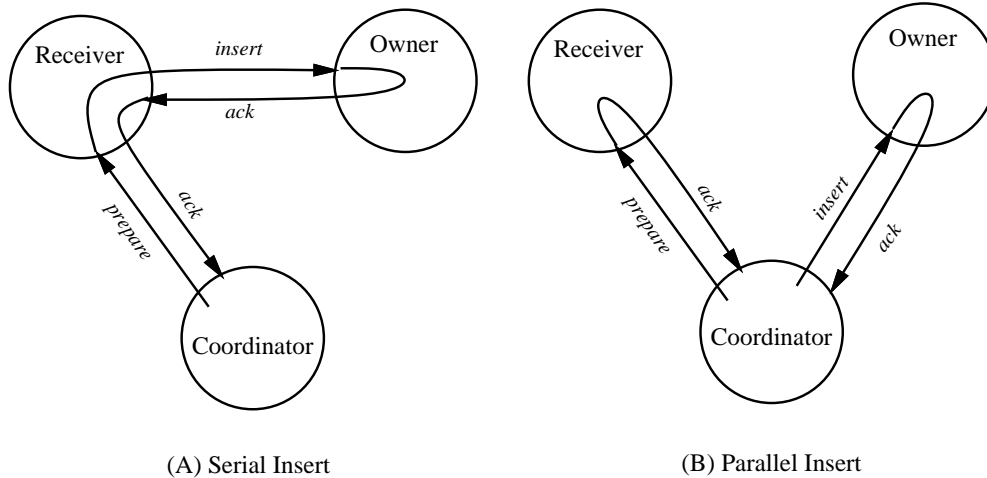 Receiver
insert
Owner
ack
prepare
ack
Coordinator
(A) Serial Insert
Receiver
Owner
prepare
ack
insert
ack
Coordinator
(B) Parallel Insert